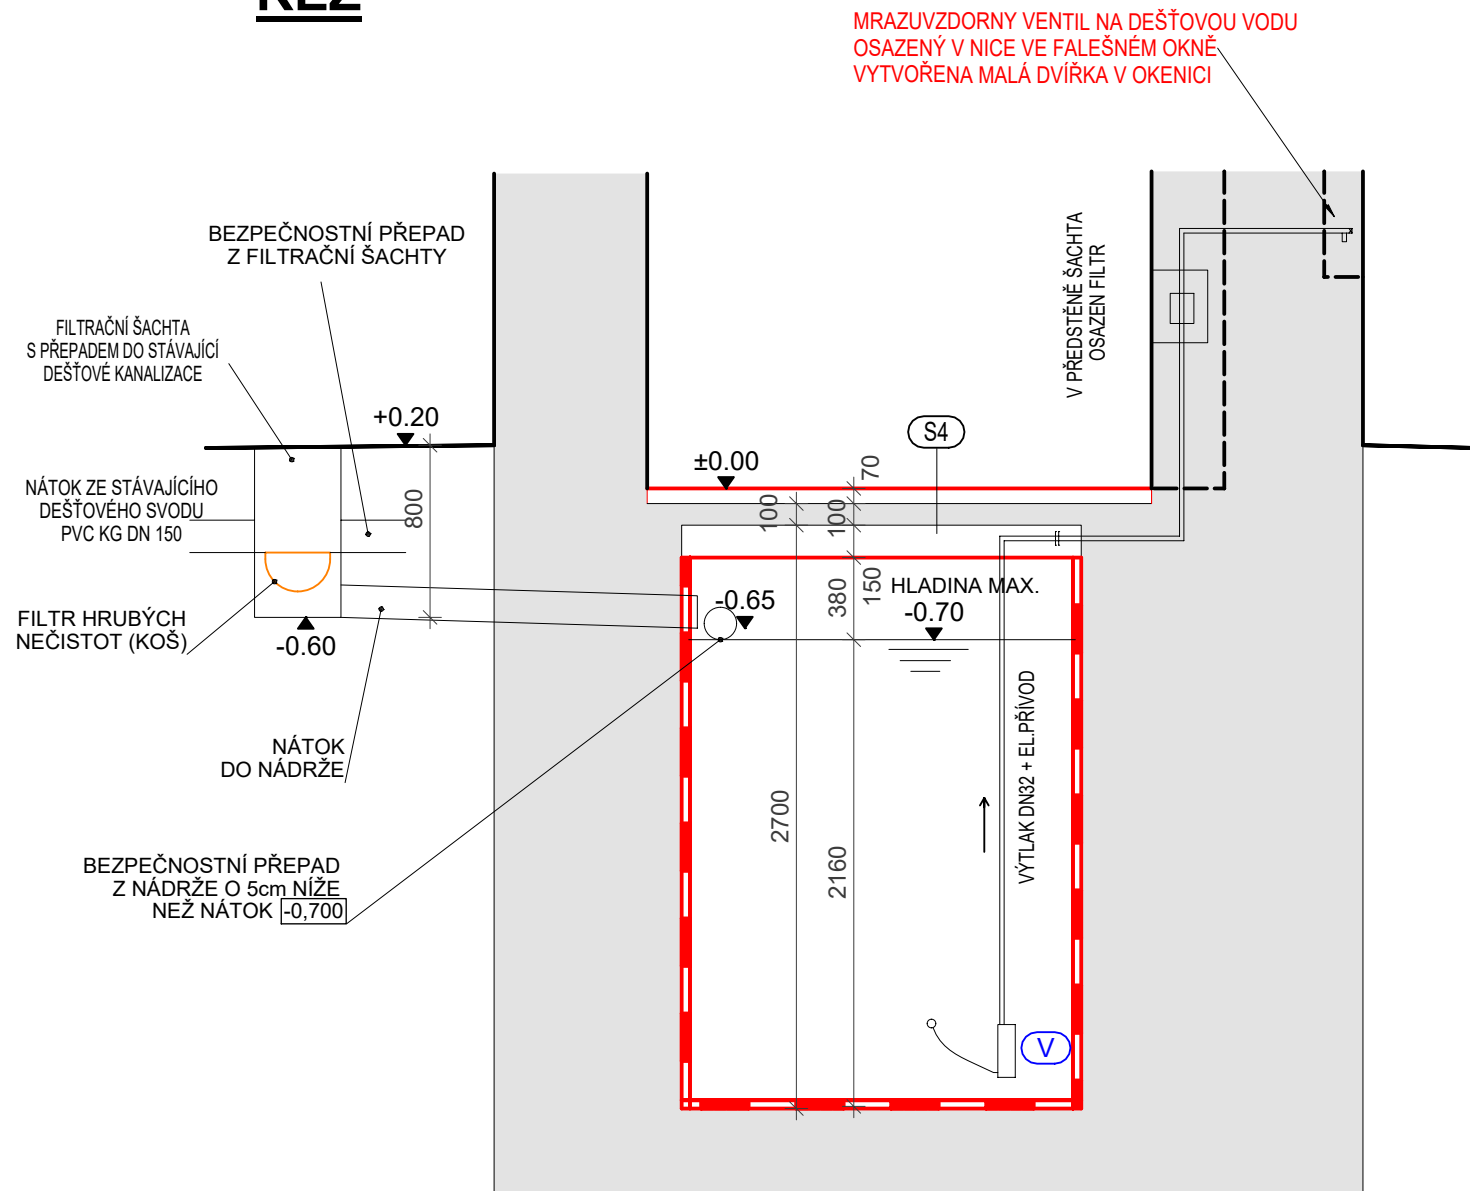 ŘEZ
MRAZUVZDORNY VENTIL NA DEŠŤOVOU VODU
OSAZENÝ V NICE VE FALEŠNÉM OKNĚ
VYTVOŘENA MALÁ DVÍŘKA V OKENICI
BEZPEČNOSTNÍ PŘEPAD
Z FILTRAČNÍ ŠACHTY
FILTRAČNÍ ŠACHTA
S PŘEPADEM DO STÁVAJÍCÍ
DEŠŤOVÉ KANALIZACE
V PŘEDSTĚNĚ ŠACHTA
OSAZEN FILTR
+0.20
S4
±0.00
70
NÁTOK ZE STÁVAJÍCÍHO
DEŠŤOVÉHO SVODU
PVC KG DN 150
800
100
100
150
380
HLADINA MAX.
-0.70
-0.65
FILTR HRUBÝCH
NEČISTOT (KOŠ)
-0.60
NÁTOK
DO NÁDRŽE
VÝTLAK DN32 + EL.PŘÍVOD
2700
2160
BEZPEČNOSTNÍ PŘEPAD
Z NÁDRŽE O 5cm NÍŽE
NEŽ NÁTOK -0,700
V